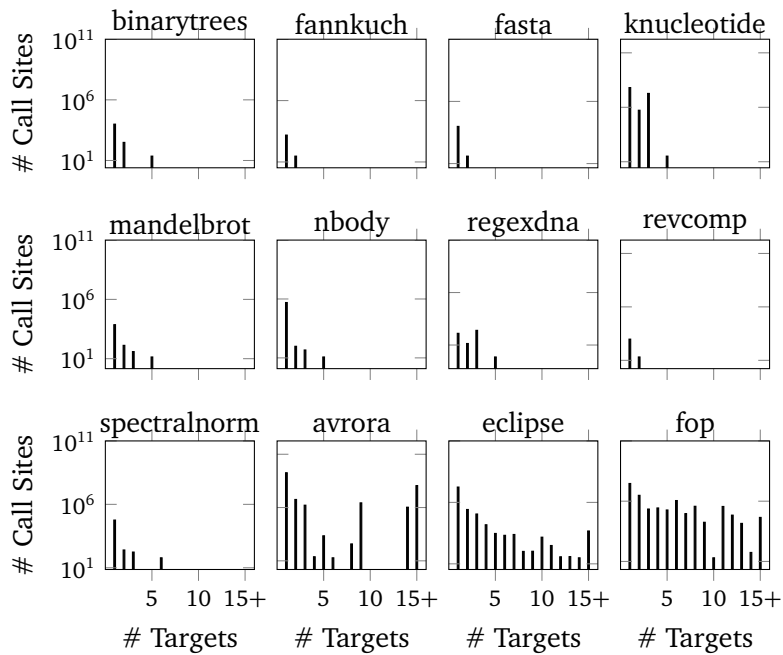 binarytrees fannkuch fasta knucleotide
# Call Sites
10^11
10^6
10^1
mandelbrot nbody regexdna revcomp
# Call Sites
10^11
10^6
10^1
spectralnorm avrora eclipse fop
# Call Sites
10^11
10^6
10^1
5 10 15+ 5 10 15+ 5 10 15+ 5 10 15+
# Targets # Targets # Targets # Targets